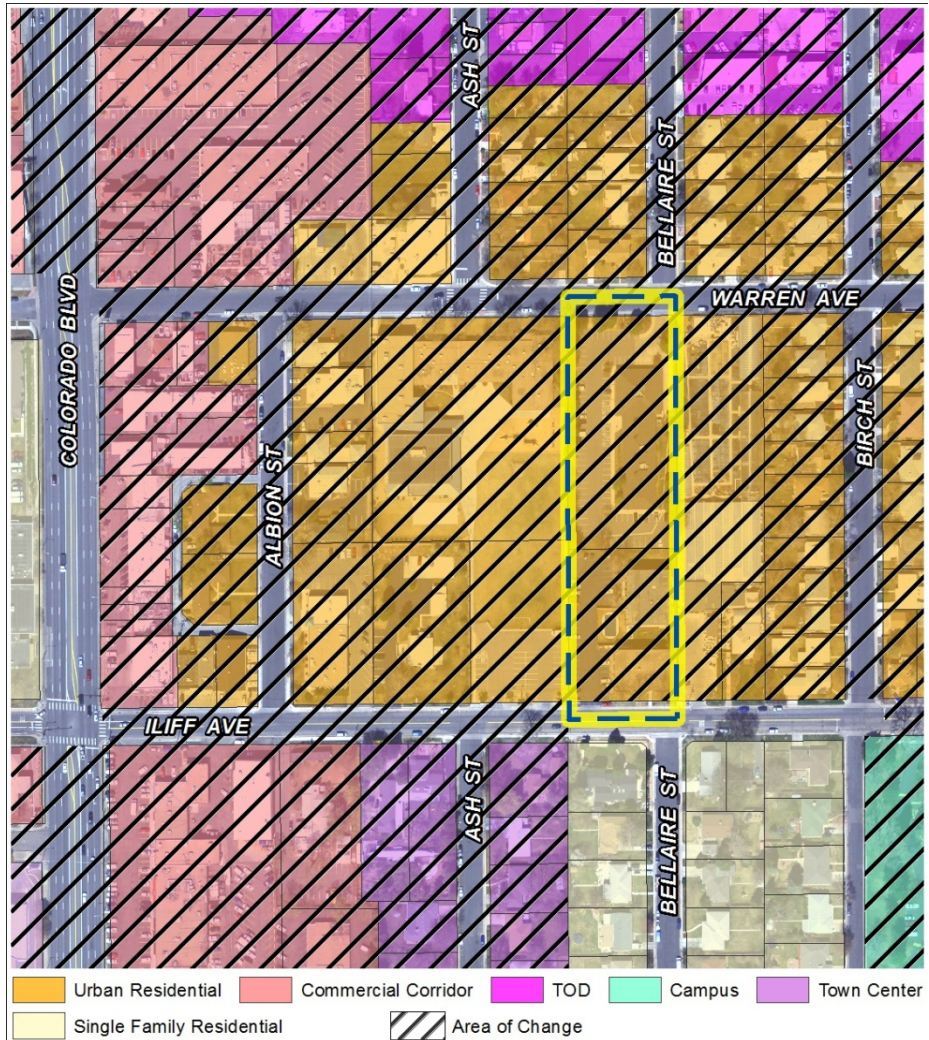 ASH ST
BELLAIRE ST
COLORADO BLVD
WARREN AVE
ALBION ST
BIRCH ST
ILIFF AVE
ASH ST
BELLAIRE ST
Urban Residential
Commercial Corridor
TOD
Campus
Town Center
Single Family Residential
Area of Change